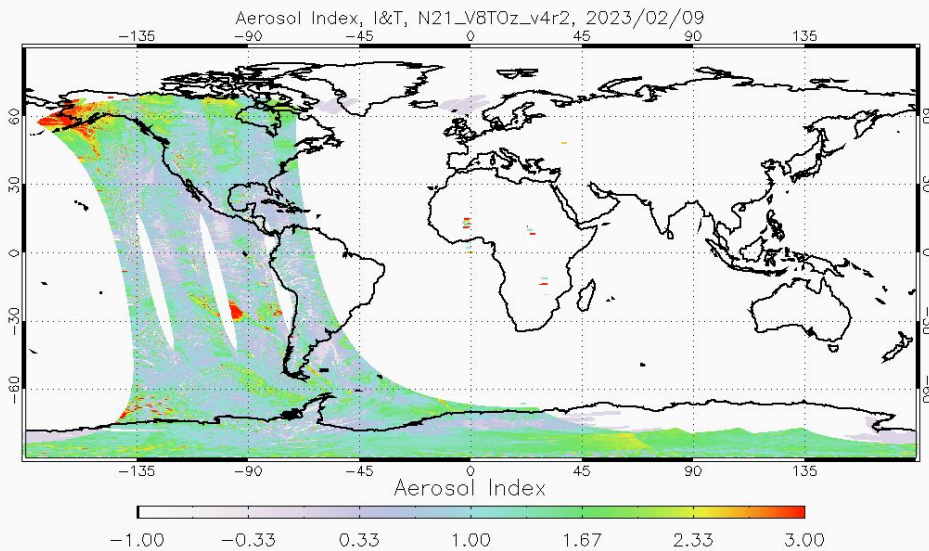 Aerosol Index, I&T, N21_V8TOz_v4r2, 2023/02/09
−135 −90 −45 0 45 90 135
60 60
30 30
0 0
−30 −30
−60 −60
−135 −90 −45 0 45 90 135
Aerosol Index
−1.00 −0.33 0.33 1.00 1.67 2.33 3.00